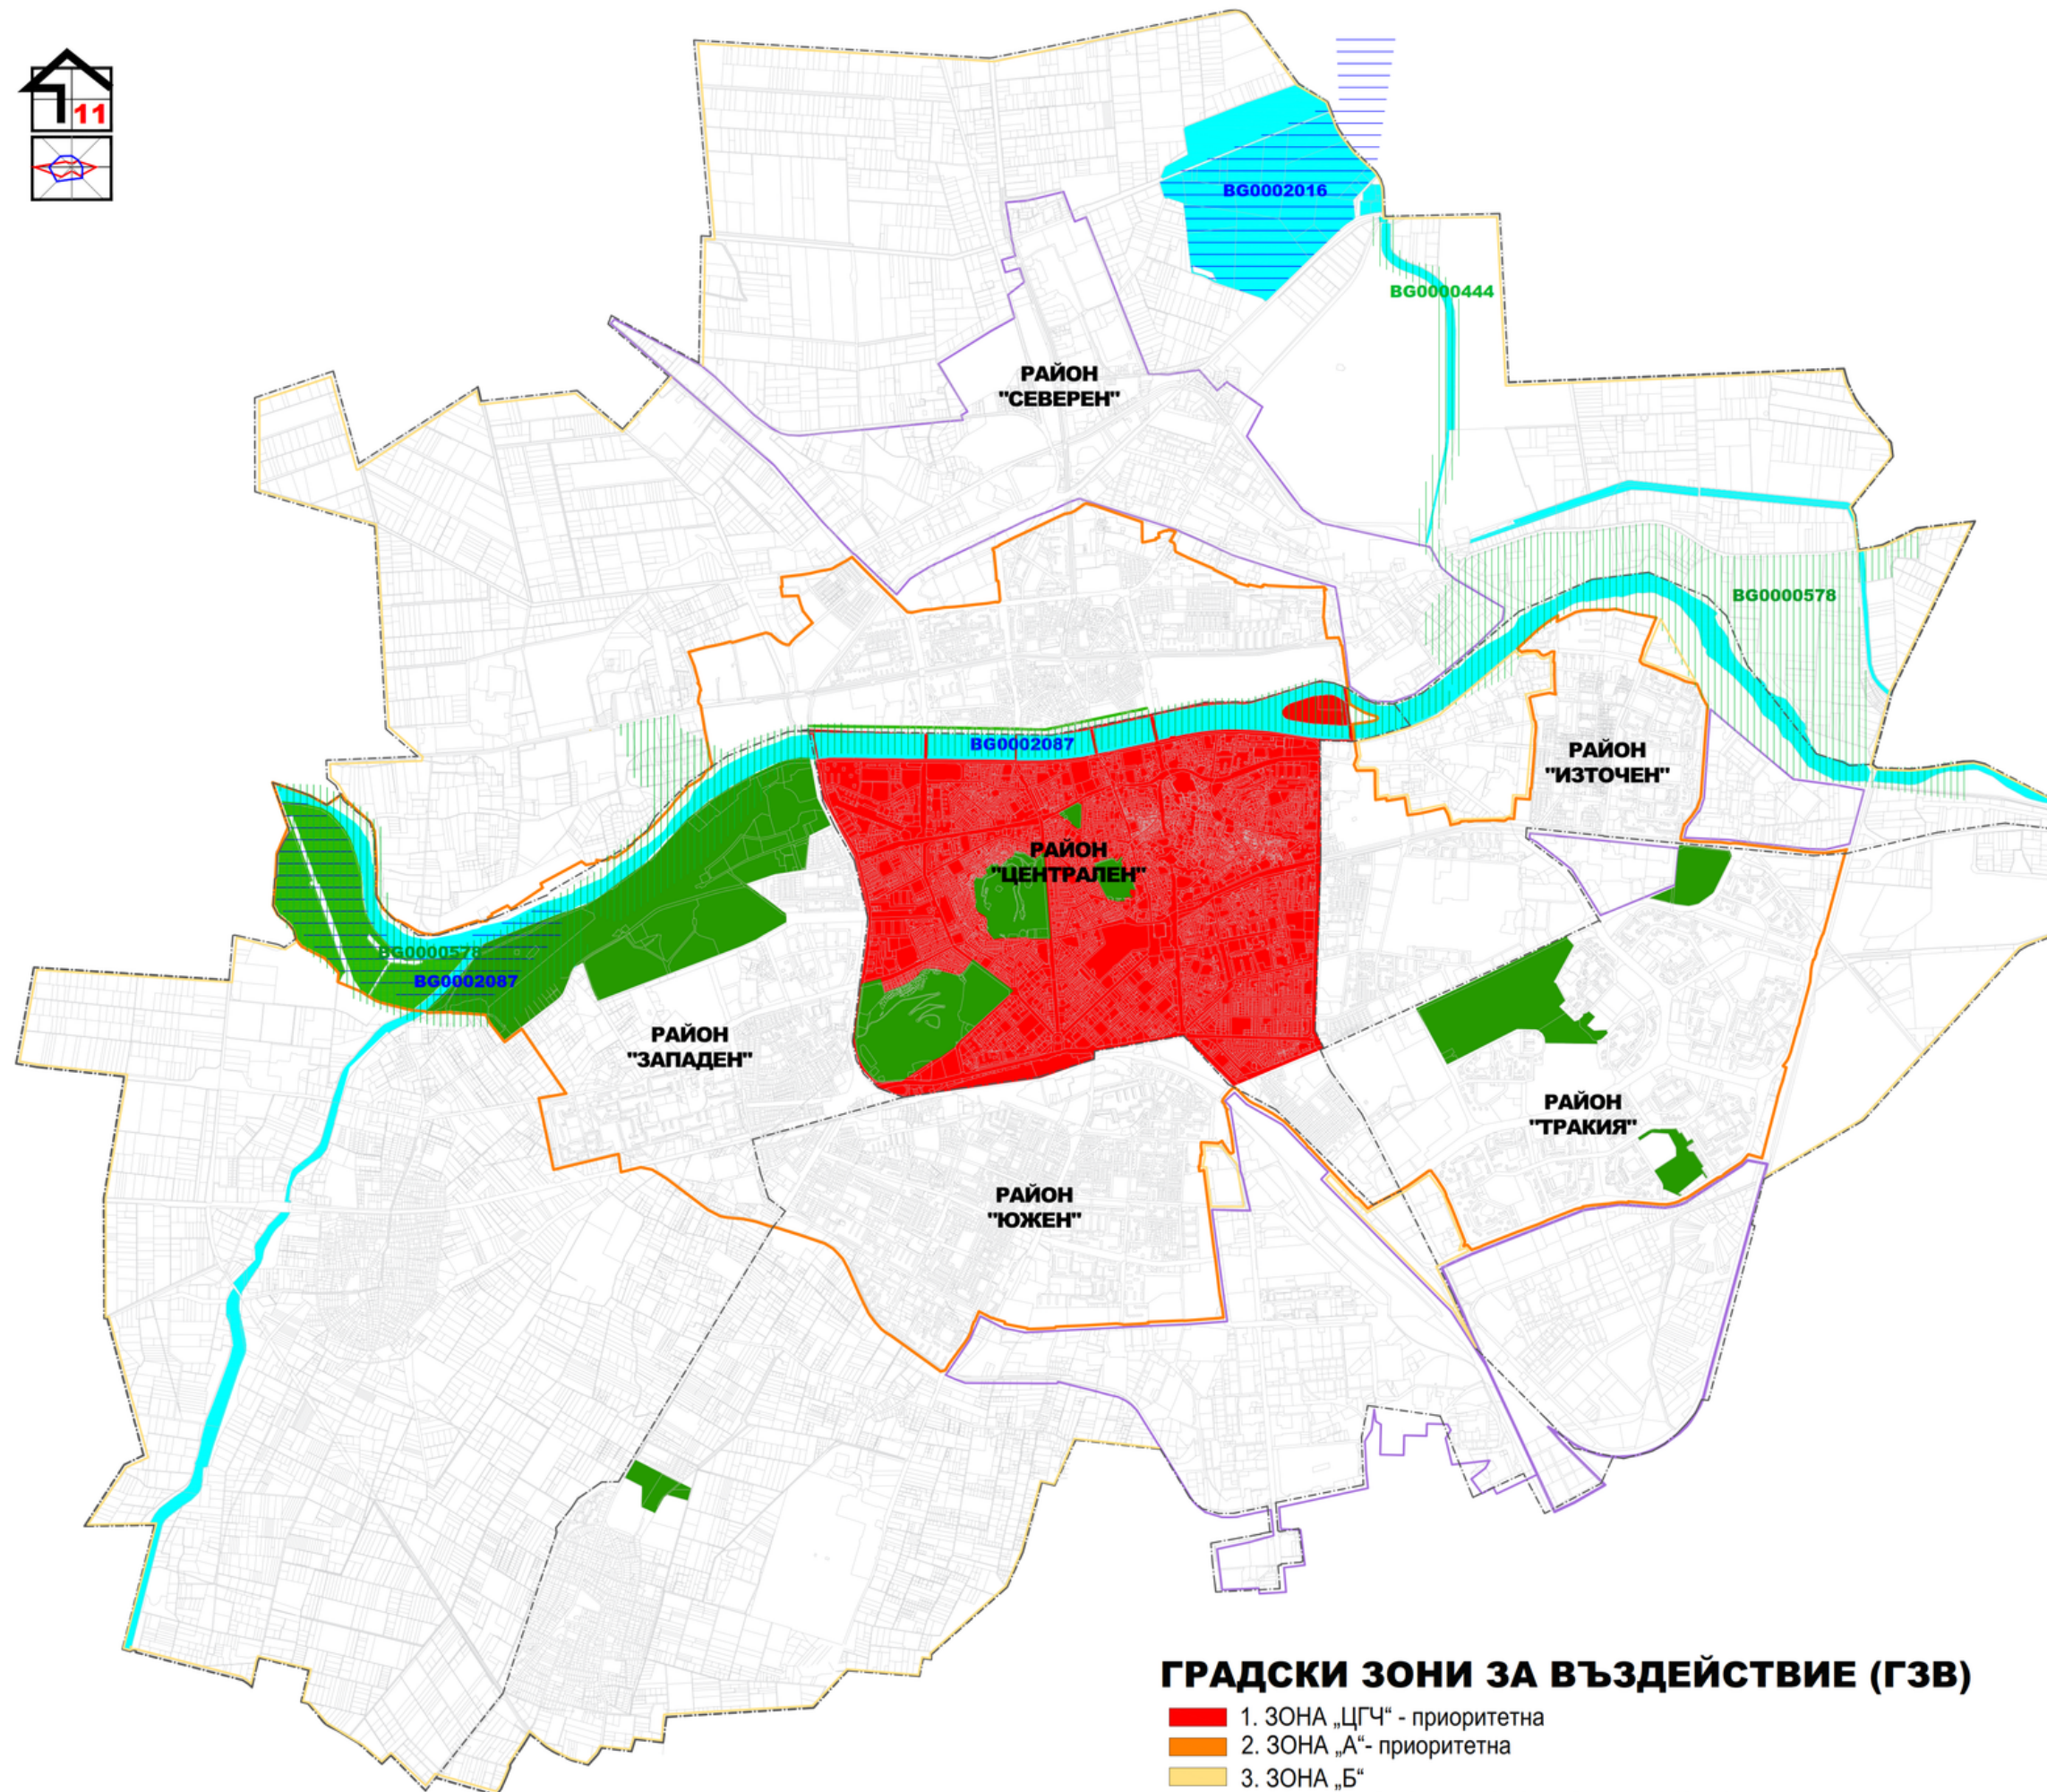 11
BG0002016
BG0000444
РАЙОН
"СЕВЕРЕН"
BG0000578
BG0002087
РАЙОН
"ИЗТОЧЕН"
РАЙОН
"ЦЕНТРАЛЕН"
BG0000578
BG0002087
РАЙОН
"ЗАПАДЕН"
РАЙОН
"ТРАКИЯ"
РАЙОН
"ЮЖЕН"
ГРАДСКИ ЗОНИ ЗА ВЪЗДЕЙСТВИЕ (ГЗВ)
1. ЗОНА „ЦГЧ“ - приоритетна
2. ЗОНА „А“- приоритетна
3. ЗОНА „Б“